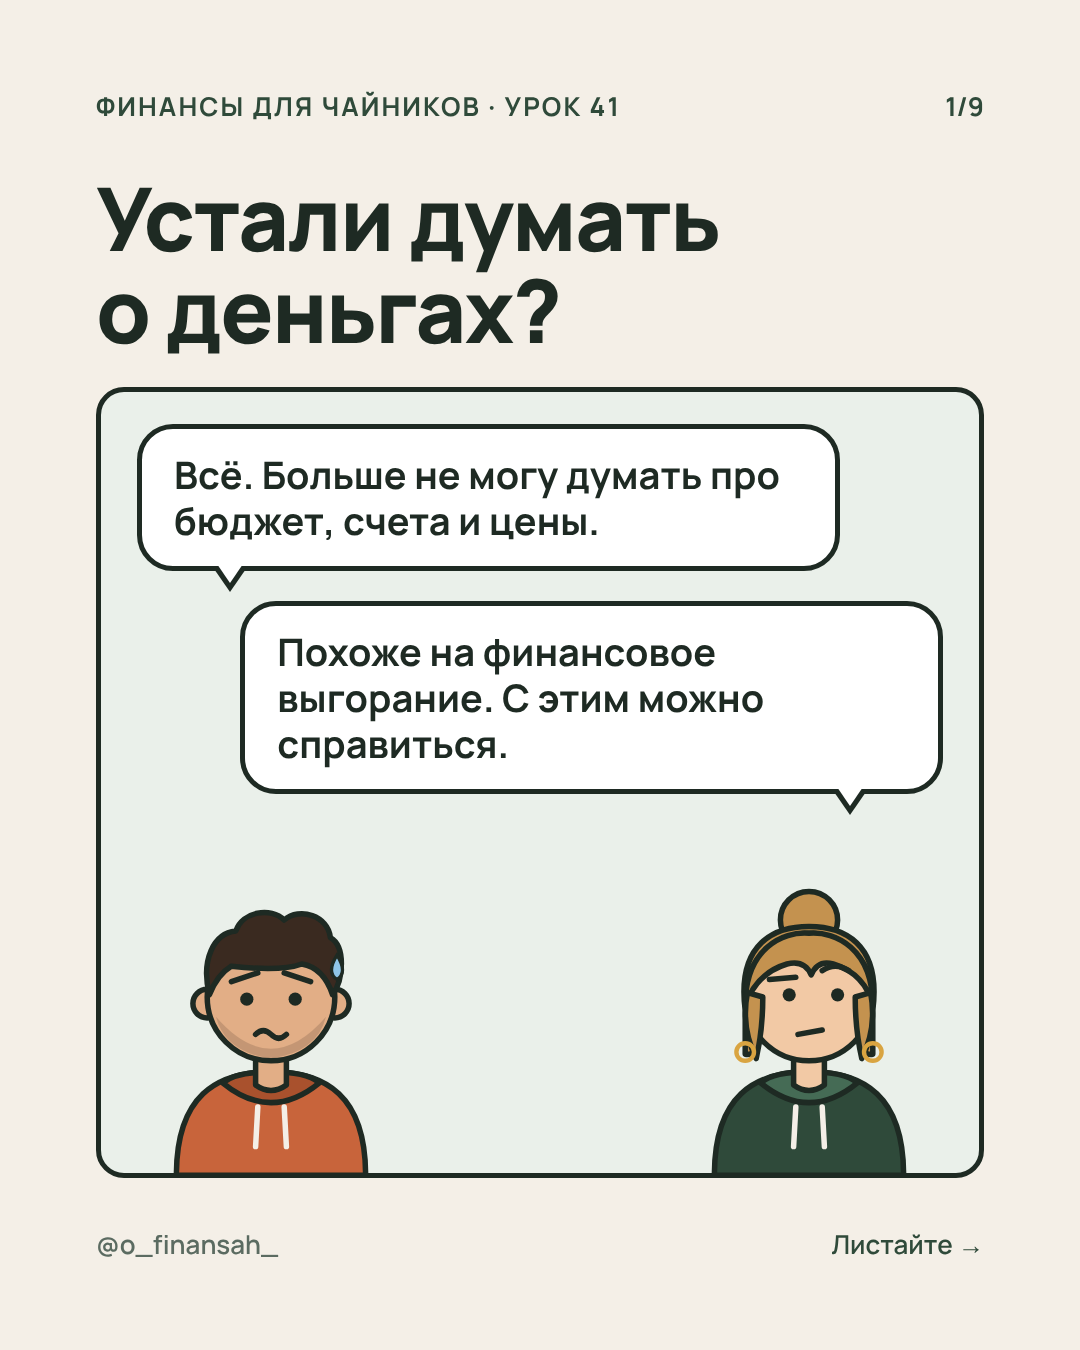 ФИНАНСЫ ДЛЯ ЧАЙНИКОВ · УРОК 41
1/9
Устали думать
о деньгах?
Всё. Больше не могу думать про
бюджет, счета и цены.
Похоже на финансовое
выгорание. С этим можно
справиться.
@o_finansah_
Листайте →